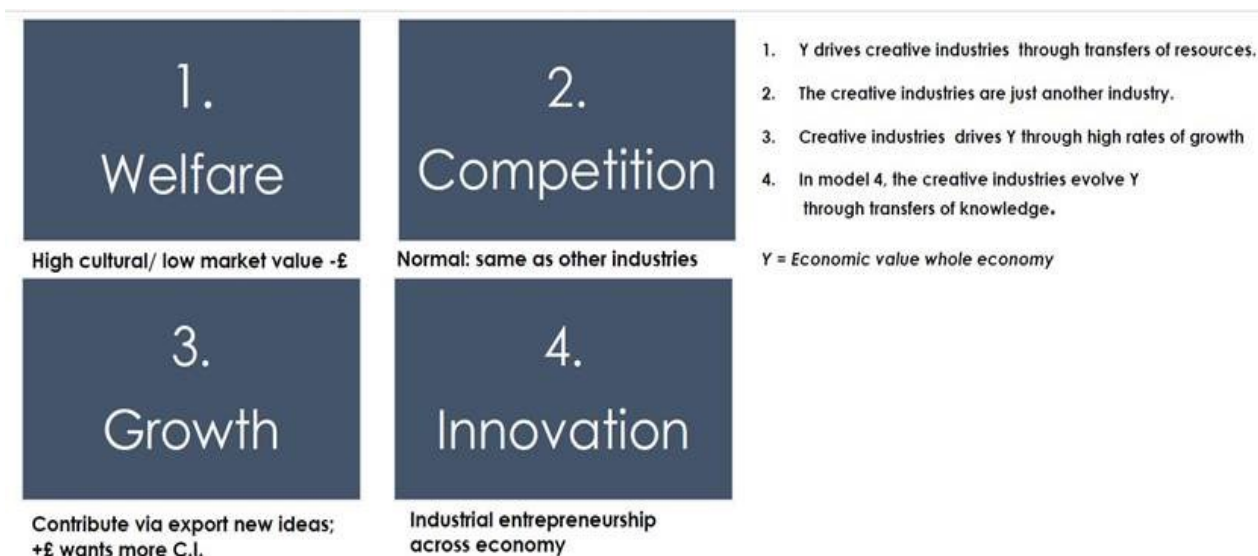 1.
Welfare
High cultural/ low market value -£
2.
Competition
Normal: same as other industries
3.
Growth
Contribute via export new ideas;
+£ wants more C.I.
4.
Innovation
Industrial entrepreneurship
across economy
1. Y drives creative industries through transfers of resources.
2. The creative industries are just another industry.
3. Creative industries drives Y through high rates of growth
4. In model 4, the creative industries evolve Y
through transfers of knowledge.
Y = Economic value whole economy